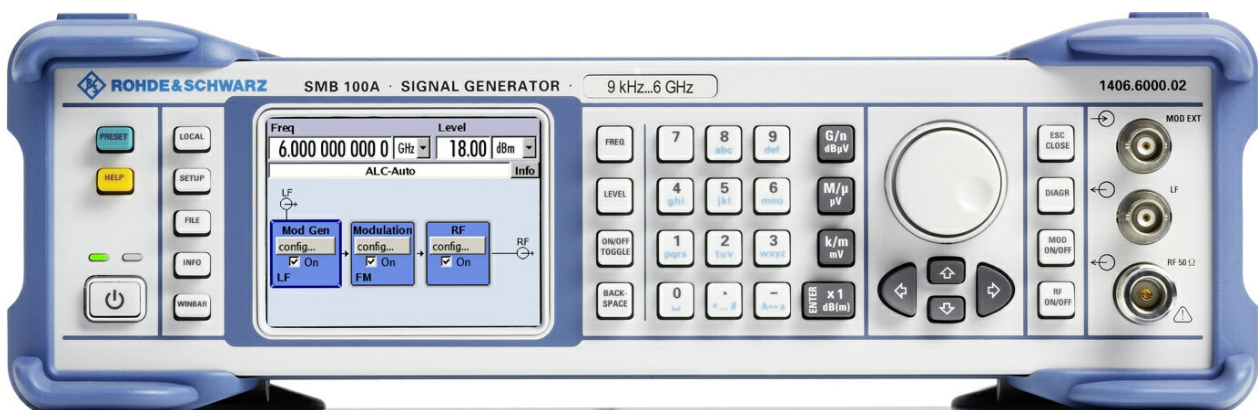 ROHDE&SCHWARZ SMB 100A · SIGNAL GENERATOR · 9 kHz...6 GHz 1406.6000.02
PRESET
HELP
LOCAL
SETUP
FILE
INFO
WINBAR
Freq Level
6.000 000 000 0 GHz 18.00 dBm
ALC-Auto Info
LF
Mod Gen Modulation RF
config... config... config...
On On On
LF FM
RF
FREQ
LEVEL
ON/OFF
TOGGLE
BACK-
SPACE
7 8 9
abc def
4 5 6
ghi jkl mno
1 2 3
pqrs tuv wxyz
0 . –
*...# A↔a
G/n
dBµV
M/µ
µV
k/m
mV
ENTER x 1
dB(m)
ESC
CLOSE
DIAGR
MOD
ON/OFF
RF
ON/OFF
MOD EXT
LF
RF 50 Ω